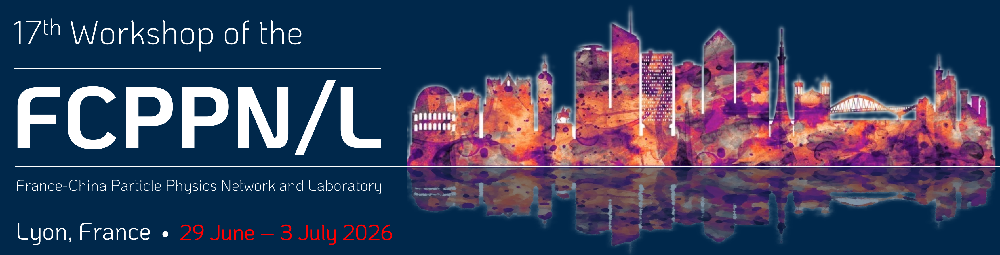 17th Workshop of the
FCPPN/L
France-China Particle Physics Network and Laboratory
Lyon, France • 29 June – 3 July 2026